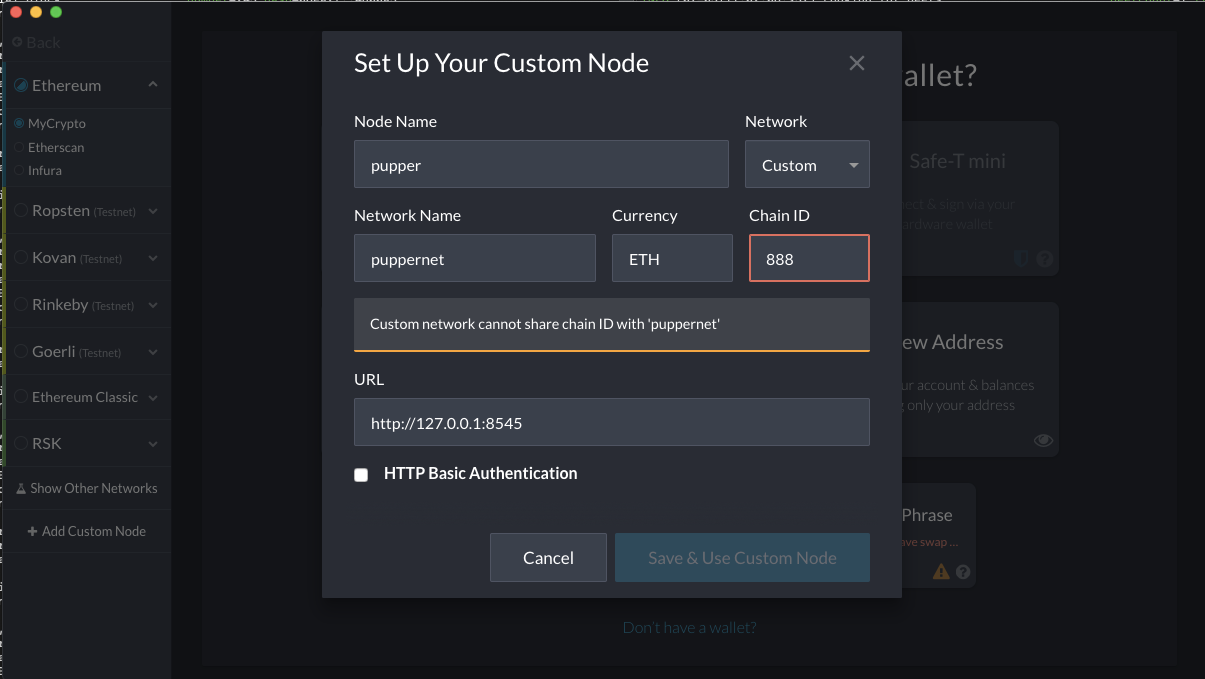 Back
Set Up Your Custom Node
allet?
Ethereum
MyCrypto
Etherscan
Infura
Ropsten (Testnet)
Kovan (Testnet)
Rinkeby (Testnet)
Goerli (Testnet)
Ethereum Classic
RSK
Show Other Networks
Add Custom Node
Node Name
Network
pupper
Custom
Network Name
Currency
Chain ID
puppernet
ETH
888
Custom network cannot share chain ID with 'puppernet'
URL
http://127.0.0.1:8545
HTTP Basic Authentication
Cancel
Save & Use Custom Node
Safe-T mini
ect & sign via your
ardware wallet
ew Address
ur account & balances
only your address
Phrase
ave swap ...
Don't have a wallet?